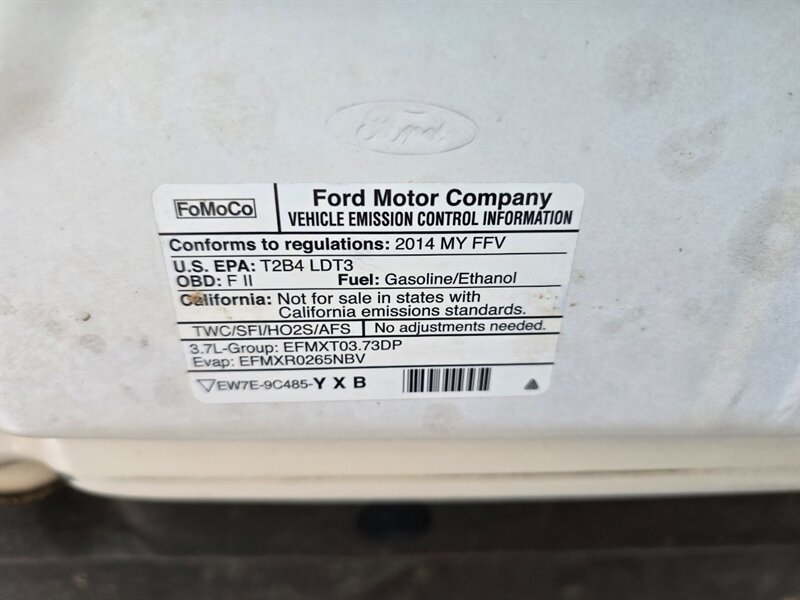 Ford
FoMoCo
Ford Motor Company
VEHICLE EMISSION CONTROL INFORMATION
Conforms to regulations: 2014 MY FFV
U.S. EPA: T2B4 LDT3
OBD: F II Fuel: Gasoline/Ethanol
California: Not for sale in states with
California emissions standards.
TWC/SFI/HO2S/AFS No adjustments needed.
3.7L-Group: EFMXT03.73DP
Evap: EFMXR0265NBV
EW7E-9C485-Y X B